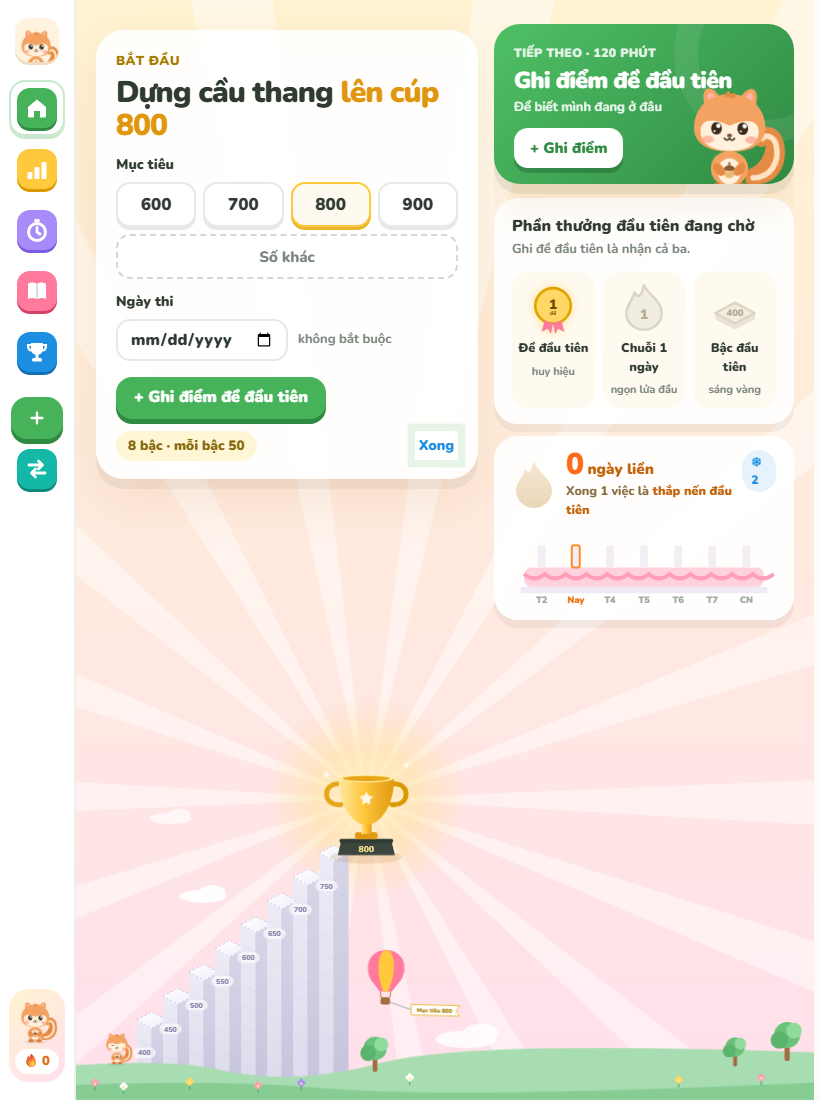 BẮT ĐẦU
Dựng cầu thang lên cúp
800
Mục tiêu
600
700
800
900
Số khác
Ngày thi
mm/dd/yyyy
không bắt buộc
+ Ghi điểm đề đầu tiên
8 bậc · mỗi bậc 50
Xong
TIẾP THEO · 120 PHÚT
Ghi điểm đề đầu tiên
Để biết mình đang ở đâu
+ Ghi điểm
Phần thưởng đầu tiên đang chờ
Ghi đề đầu tiên là nhận cả ba.
1
đề
Đề đầu tiên
huy hiệu
1
Chuỗi 1
ngày
ngọn lửa đầu
400
Bậc đầu
tiên
sáng vàng
0 ngày liền
Xong 1 việc là thắp nến đầu
tiên
2
T2
Nay
T4
T5
T6
T7
CN
800
750
700
650
600
550
500
450
400
Mục tiêu 800
0